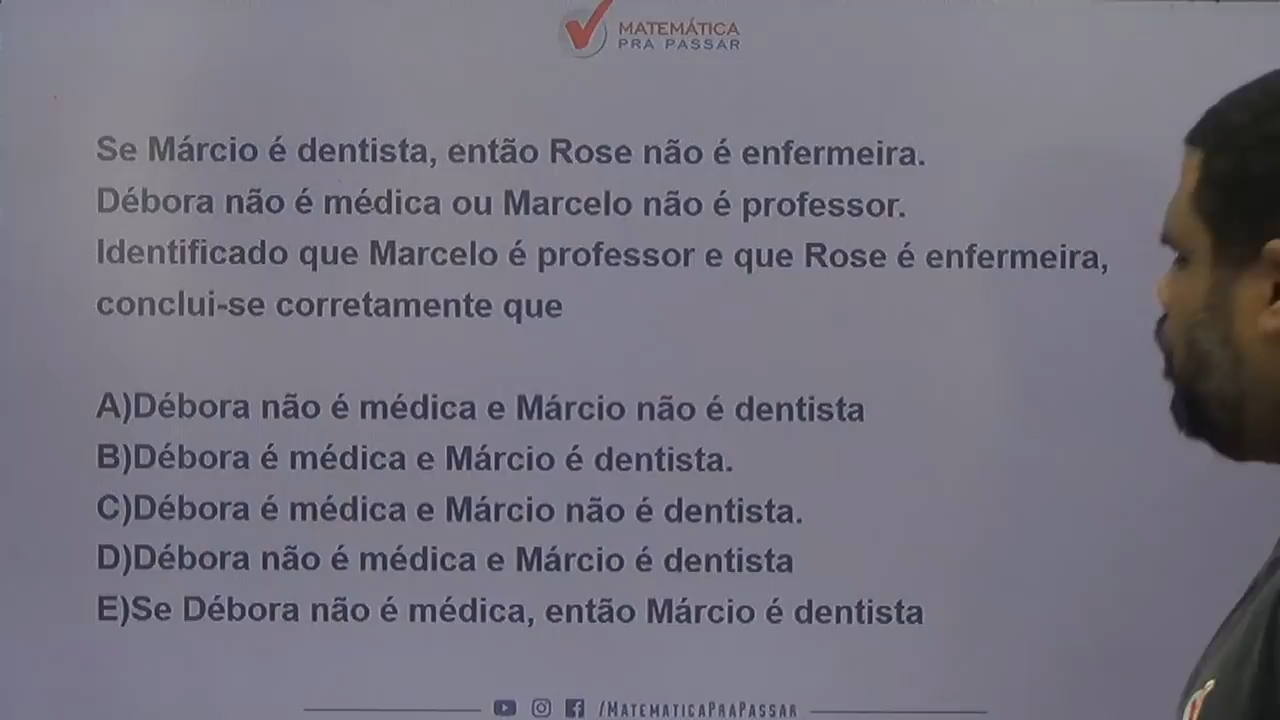 MATEMÁTICA
PRA PASSAR
Se Márcio é dentista, então Rose não é enfermeira.
Débora não é médica ou Marcelo não é professor.
Identificado que Marcelo é professor e que Rose é enfermeira,
conclui-se corretamente que
A)Débora não é médica e Márcio não é dentista
B)Débora é médica e Márcio é dentista.
C)Débora é médica e Márcio não é dentista.
D)Débora não é médica e Márcio é dentista
E)Se Débora não é médica, então Márcio é dentista
/MATEMATICAPRAPASSAR